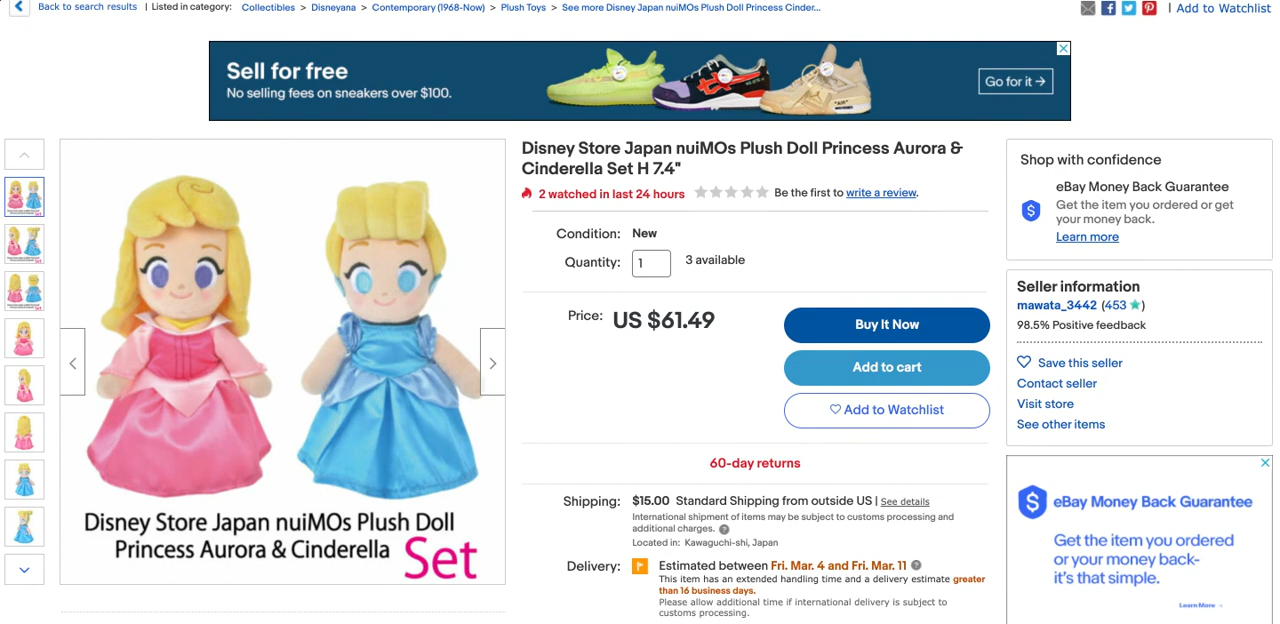 Back to search results | Listed in category: Collectibles > Disneyana > Contemporary (1968-Now) > Plush Toys > See more Disney Japan nuiMOs Plush Doll Princess Cinder...
| Add to Watchlist
Sell for free
No selling fees on sneakers over $100.
Go for it →
Disney Store Japan nuiMOs Plush Doll
Princess Aurora & Cinderella Set
Disney Store Japan nuiMOs Plush Doll Princess Aurora &
Cinderella Set H 7.4"
2 watched in last 24 hours
Be the first to write a review.
Condition: New
Quantity: 1 3 available
Price: US $61.49
Buy It Now
Add to cart
Add to Watchlist
60-day returns
Shipping: $15.00 Standard Shipping from outside US | See details
International shipment of items may be subject to customs processing and
additional charges.
Located in: Kawaguchi-shi, Japan
Delivery: Estimated between Fri. Mar. 4 and Fri. Mar. 11
This item has an extended handling time and a delivery estimate greater
than 16 business days.
Please allow additional time if international delivery is subject to
customs processing.
Shop with confidence
eBay Money Back Guarantee
Get the item you ordered or get
your money back.
Learn more
Seller information
mawata_3442 (453 ★)
98.5% Positive feedback
Save this seller
Contact seller
Visit store
See other items
eBay Money Back Guarantee
Get the item you ordered
or your money back-
it's that simple.
Learn More →